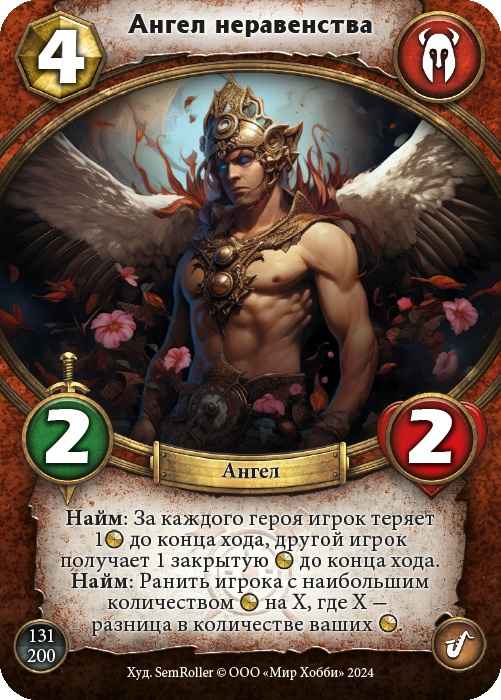 4
Ангел неравенства
2
2
Ангел
Найм: За каждого героя игрок теряет
1 до конца хода, другой игрок
получает 1 закрытую до конца хода.
Найм: Ранить игрока с наибольшим
количеством на X, где X –
разница в количестве ваших .
131
200
Худ. SemRoller © ООО «Мир Хобби» 2024